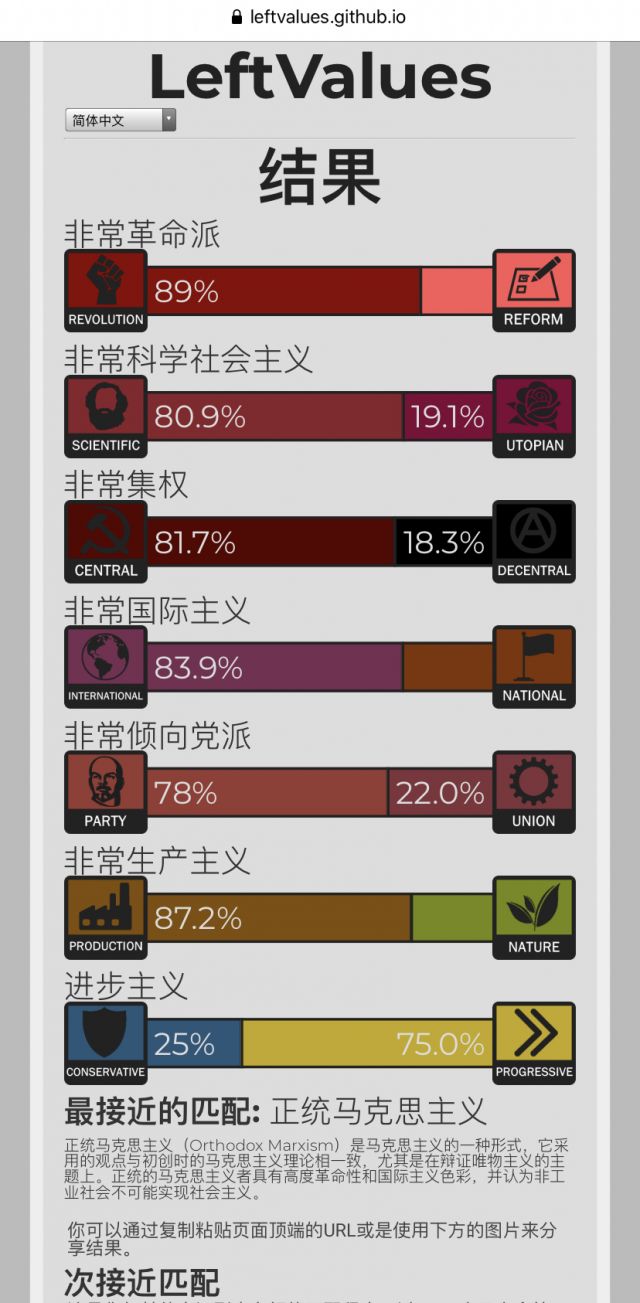 leftvalues.github.io
LeftValues
简体中文
结果
非常革命派
REVOLUTION
89%
REFORM
非常科学社会主义
SCIENTIFIC
80.9%
19.1%
UTOPIAN
非常集权
CENTRAL
81.7%
18.3%
DECENTRAL
非常国际主义
INTERNATIONAL
83.9%
NATIONAL
非常倾向党派
PARTY
78%
22.0%
UNION
非常生产主义
PRODUCTION
87.2%
NATURE
进步主义
CONSERVATIVE
25%
75.0%
PROGRESSIVE
最接近的匹配: 正统马克思主义
正统马克思主义（Orthodox Marxism）是马克思主义的一种形式，它采
用的观点与初创时的马克思主义理论相一致，尤其是在辩证唯物主义的主
题上。正统的马克思主义者具有高度革命性和国际主义色彩，并认为非工
业社会不可能实现社会主义。
你可以通过复制粘贴页面顶端的URL或是使用下方的图片来分
享结果。
次接近匹配